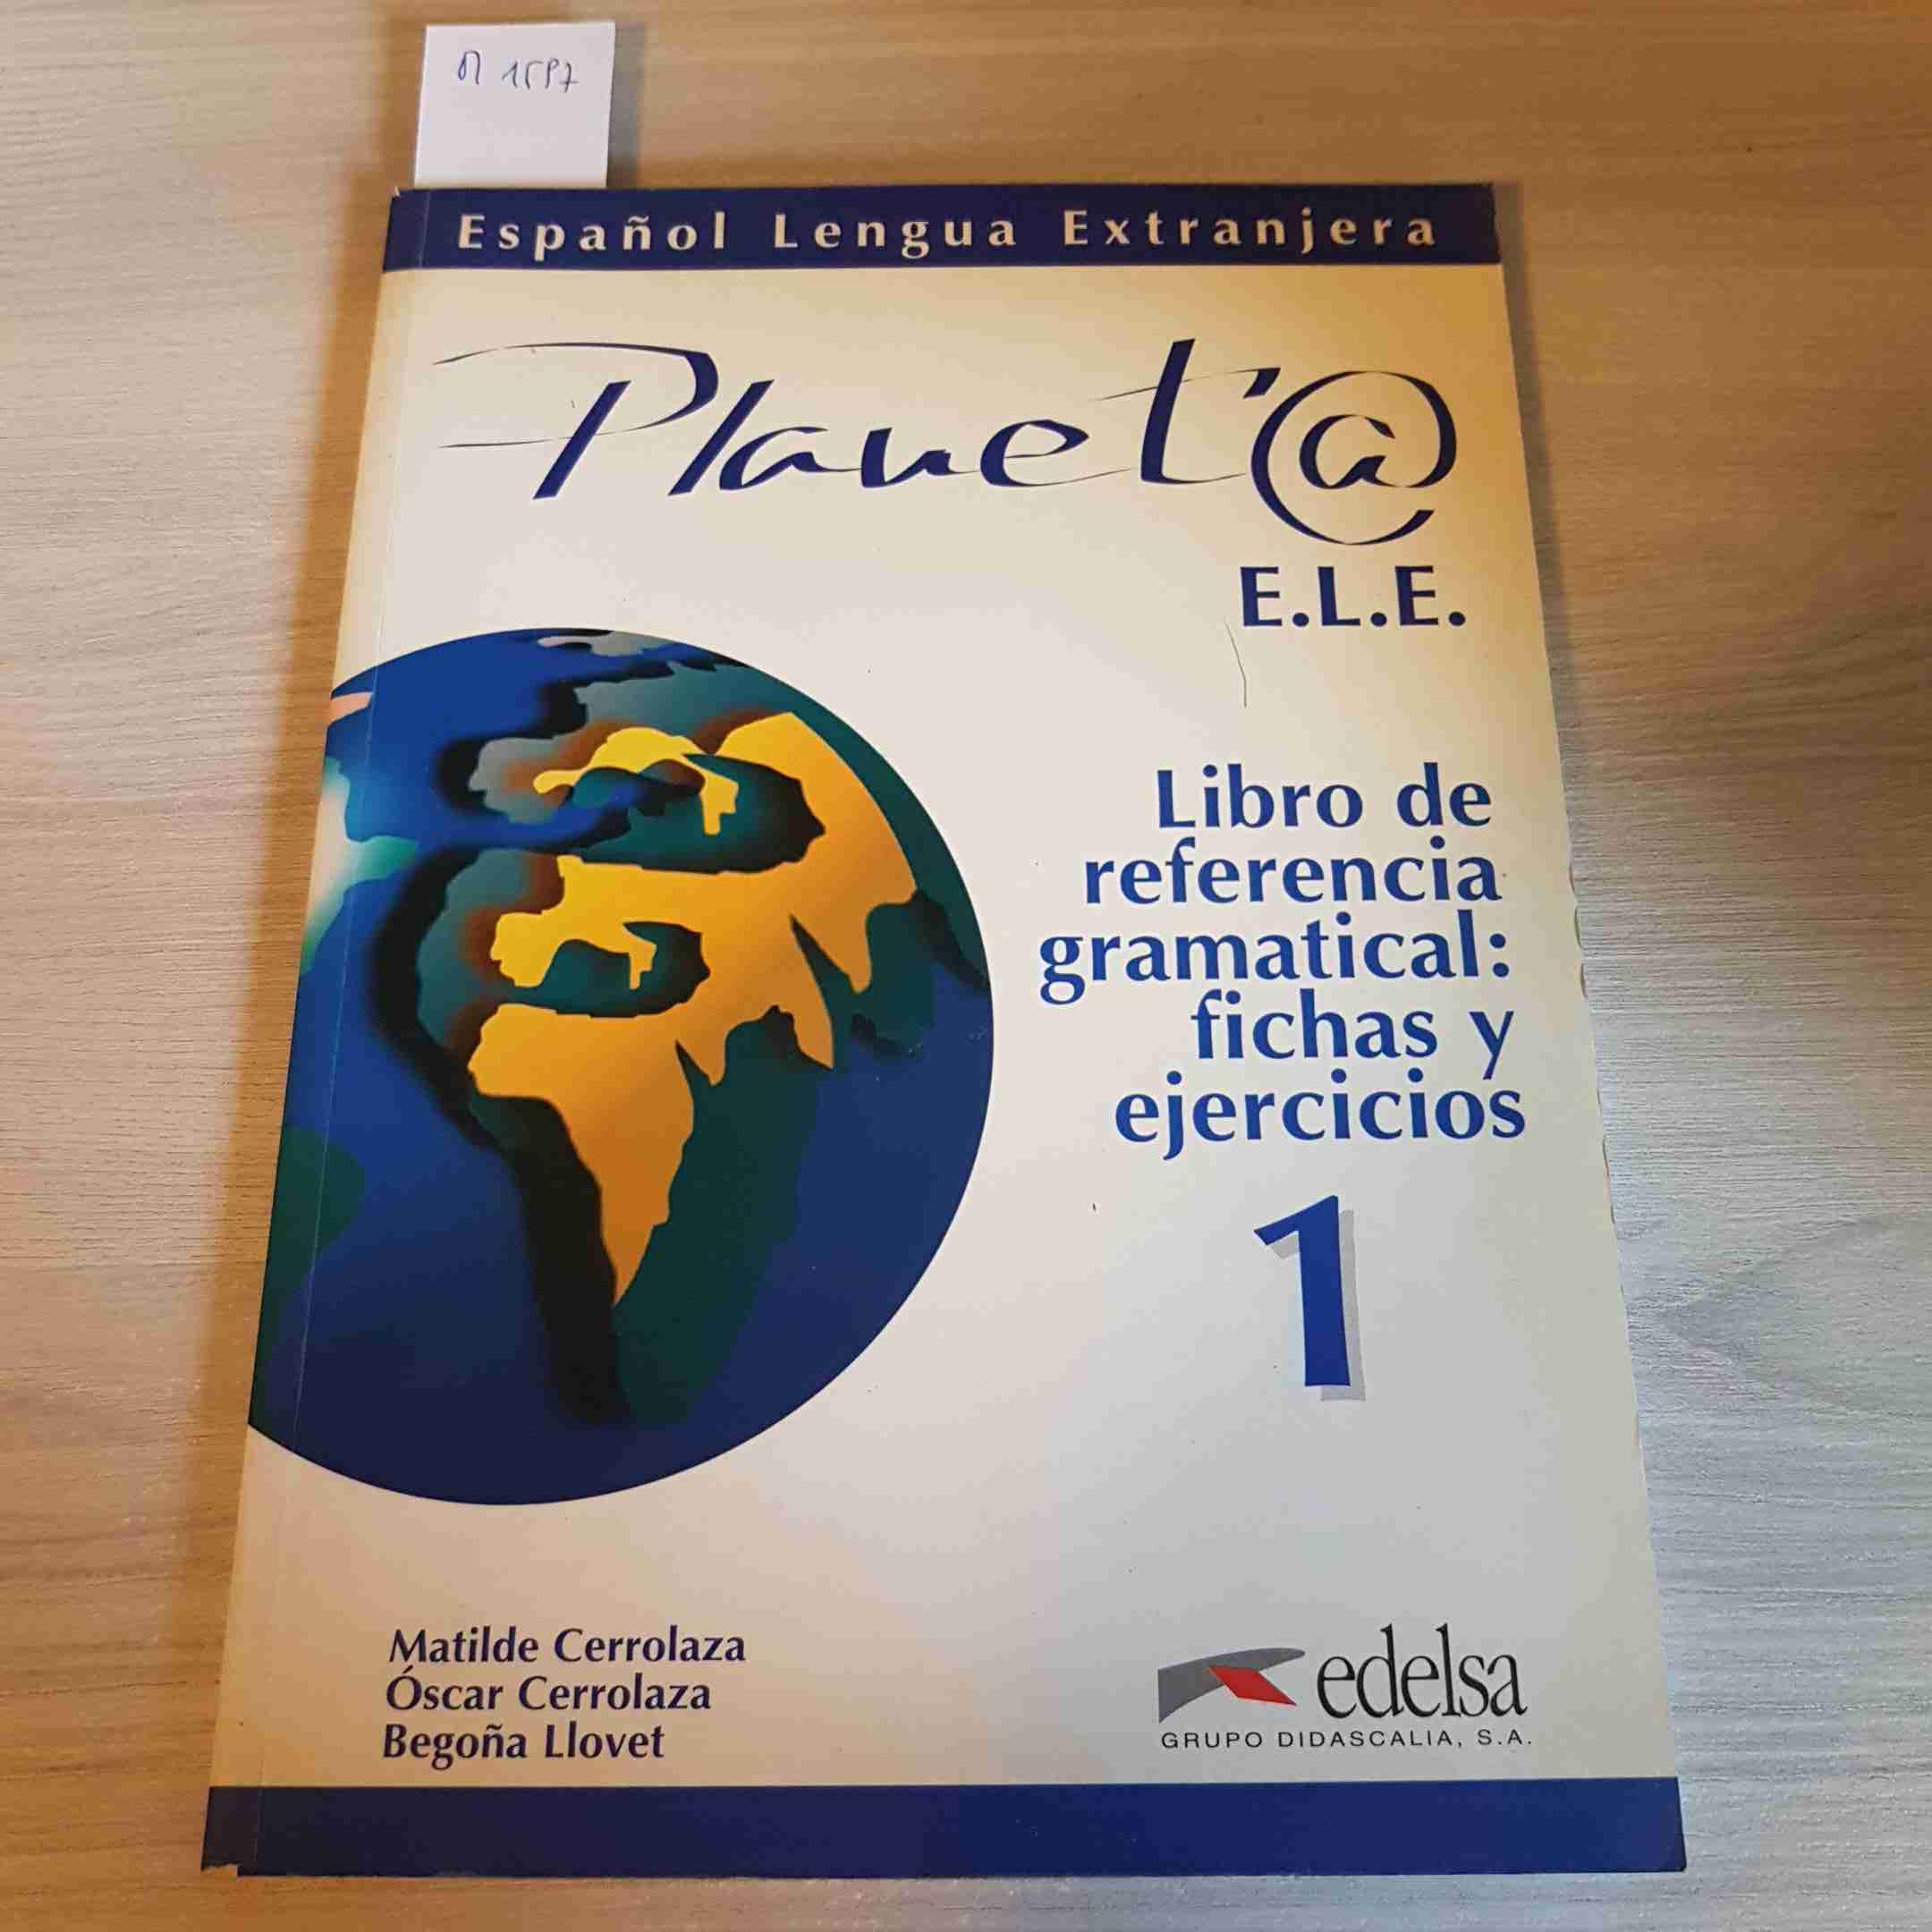 Español Lengua Extranjera
Planet@
E.L.E.
Libro de
referencia
gramatical:
fichas y
ejercicios
1
Matilde Cerrolaza
Óscar Cerrolaza
Begoña Llovet
edelsa
GRUPO DIDASCALIA, S.A.